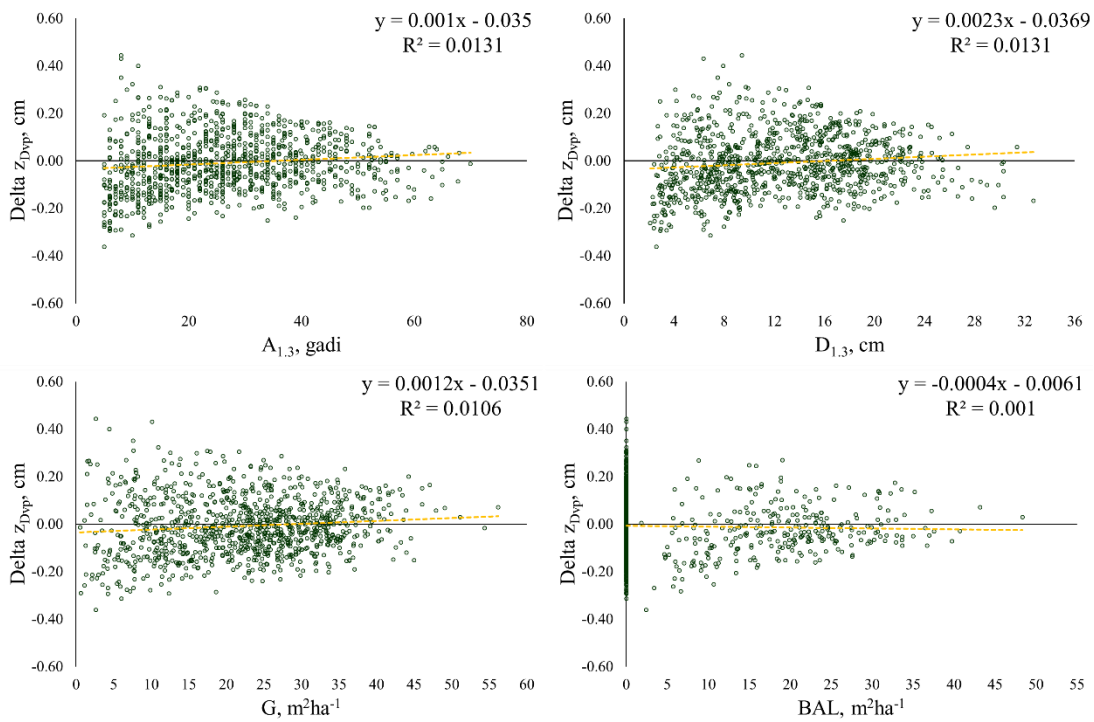 y = 0.001x - 0.035
R² = 0.0131
0.60
0.40
0.20
0.00
-0.20
-0.40
-0.60
Delta z_Dvp, cm
0 20 40 60 80
A_1.3, gadi
y = 0.0023x - 0.0369
R² = 0.0131
0.60
0.40
0.20
0.00
-0.20
-0.40
-0.60
Delta z_Dvp, cm
0 4 8 12 16 20 24 28 32 36
D_1.3, cm
y = 0.0012x - 0.0351
R² = 0.0106
0.60
0.40
0.20
0.00
-0.20
-0.40
-0.60
Delta z_Dvp, cm
0 5 10 15 20 25 30 35 40 45 50 55 60
G, m²ha⁻¹
y = -0.0004x - 0.0061
R² = 0.001
0.60
0.40
0.20
0.00
-0.20
-0.40
-0.60
Delta z_Dvp, cm
0 5 10 15 20 25 30 35 40 45 50 55
BAL, m²ha⁻¹